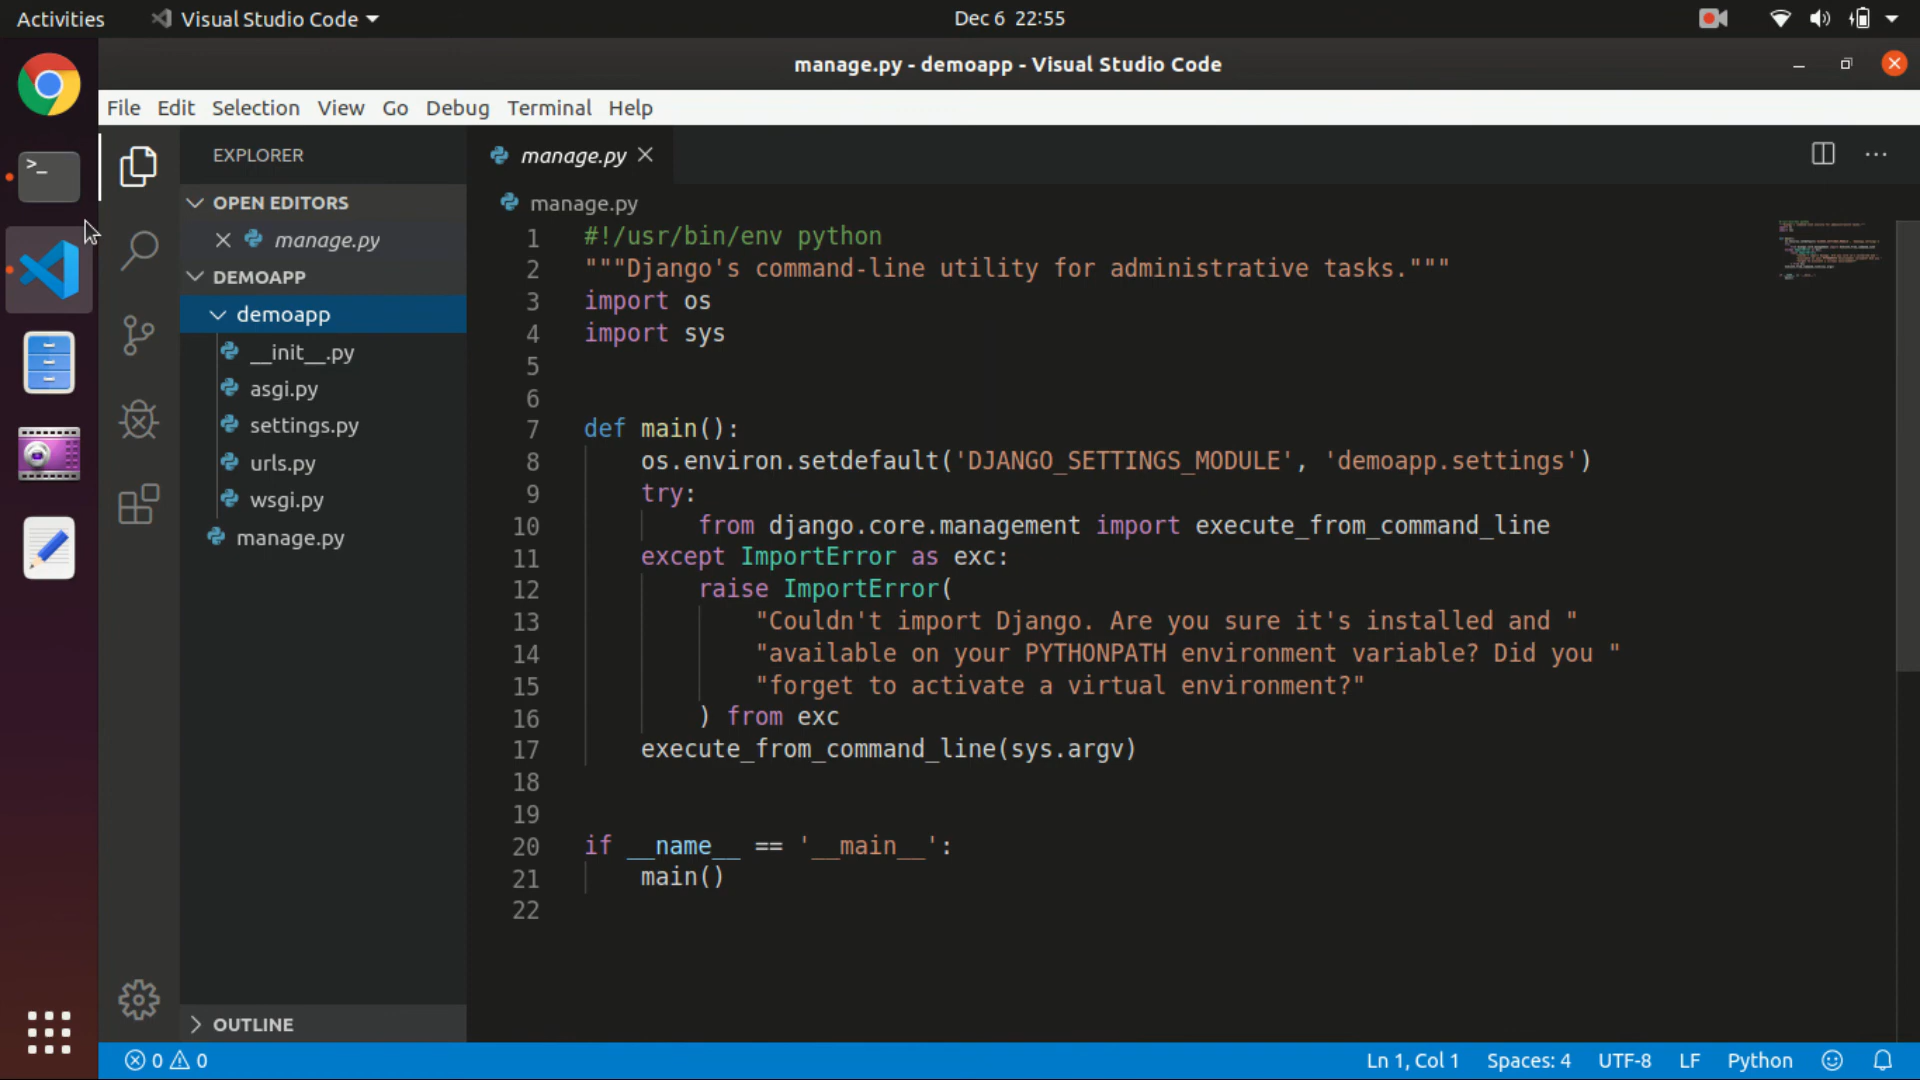 Activities
Visual Studio Code
Dec 6 22:55
manage.py - demoapp - Visual Studio Code
File Edit Selection View Go Debug Terminal Help
EXPLORER
OPEN EDITORS
manage.py
DEMOAPP
demoapp
__init__.py
asgi.py
settings.py
urls.py
wsgi.py
manage.py
OUTLINE
manage.py
manage.py
1 #!/usr/bin/env python
2 """Django's command-line utility for administrative tasks."""
3 import os
4 import sys
5
6
7 def main():
8     os.environ.setdefault('DJANGO_SETTINGS_MODULE', 'demoapp.settings')
9     try:
10         from django.core.management import execute_from_command_line
11     except ImportError as exc:
12         raise ImportError(
13             "Couldn't import Django. Are you sure it's installed and "
14             "available on your PYTHONPATH environment variable? Did you "
15             "forget to activate a virtual environment?"
16         ) from exc
17     execute_from_command_line(sys.argv)
18
19
20 if __name__ == '__main__':
21     main()
22
0 0
Ln 1, Col 1 Spaces: 4 UTF-8 LF Python